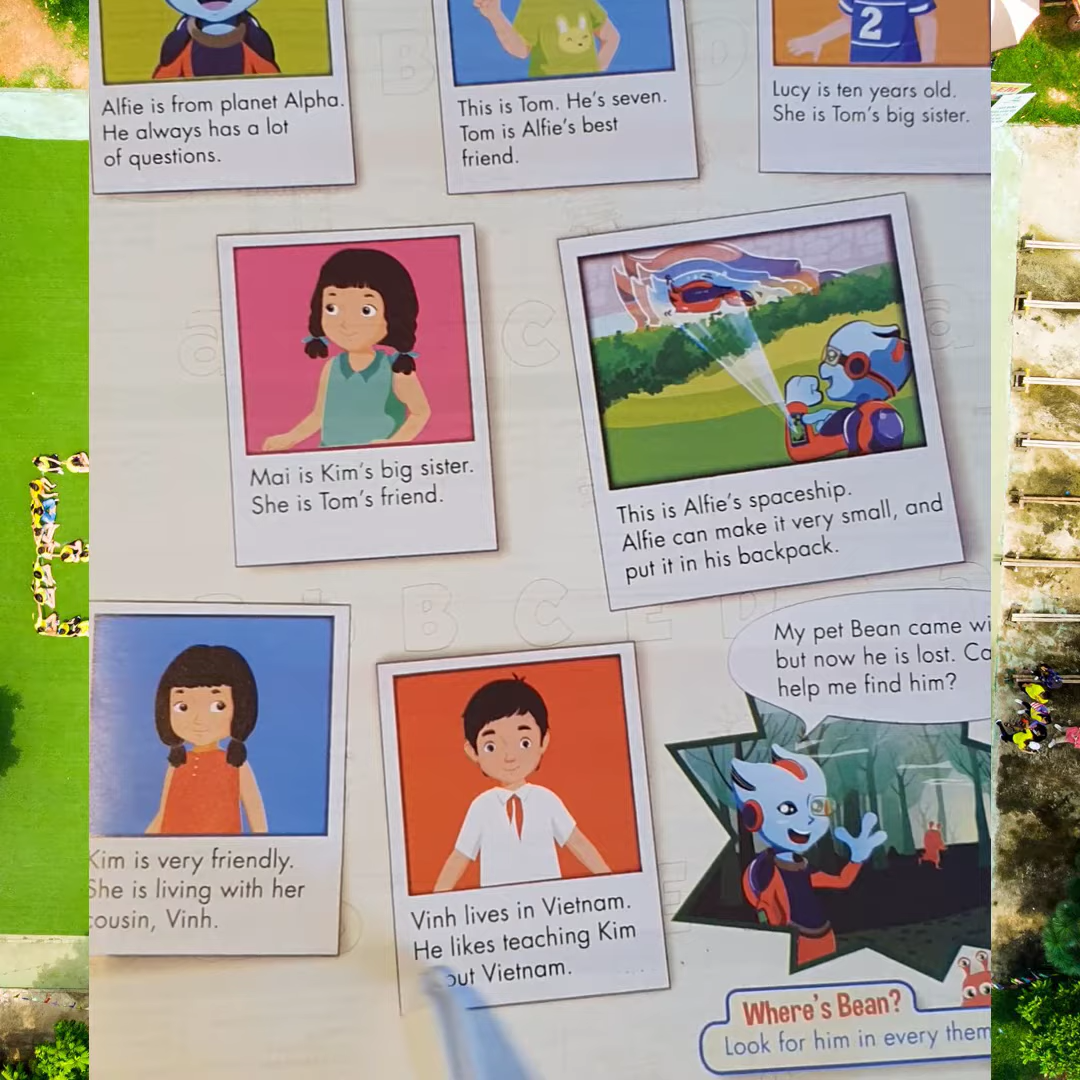 Alfie is from planet Alpha.
He always has a lot
of questions.
This is Tom. He's seven.
Tom is Alfie's best
friend.
2
Lucy is ten years old.
She is Tom's big sister.
Mai is Kim's big sister.
She is Tom's friend.
This is Alfie's spaceship.
Alfie can make it very small, and
put it in his backpack.
Kim is very friendly.
She is living with her
cousin, Vinh.
Vinh lives in Vietnam.
He likes teaching Kim
out Vietnam.
My pet Bean came wi
but now he is lost. Ca
help me find him?
Where's Bean?
Look for him in every them